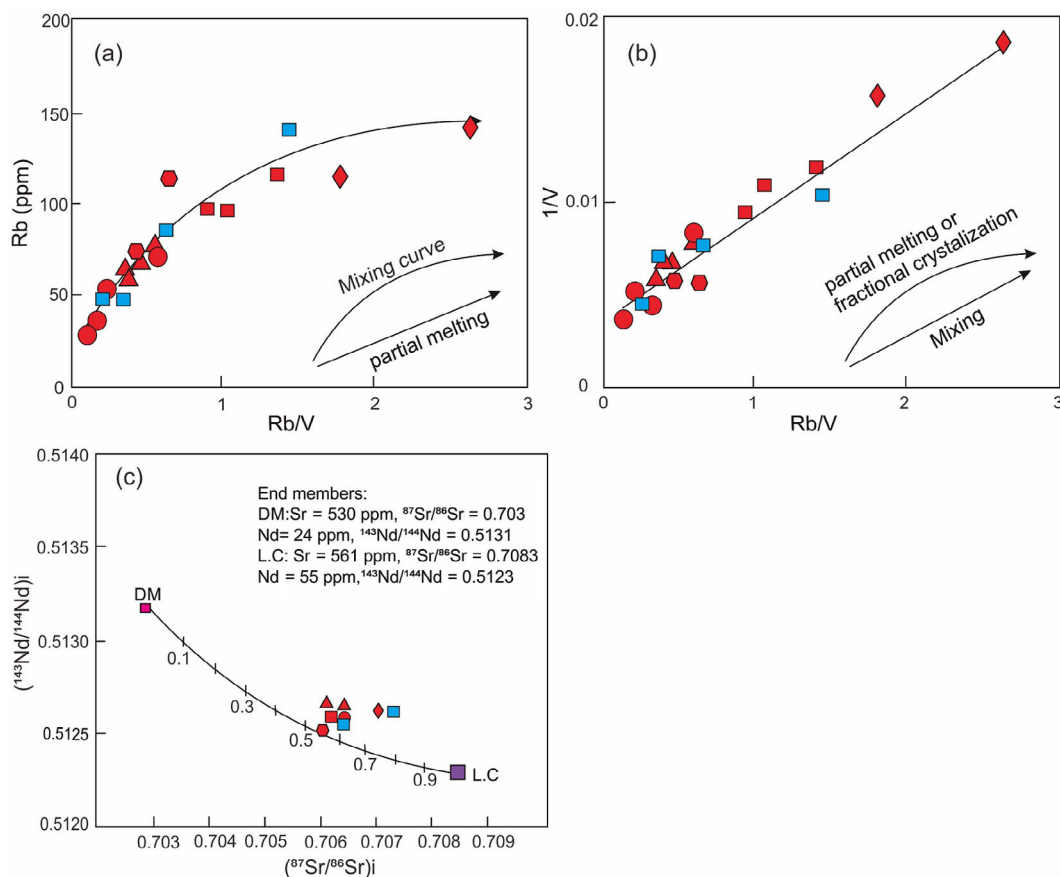 (a)
200
150
100
50
0
Rb (ppm)
Mixing curve
partial melting
0 1 2 3
Rb/V
(b)
0.02
0.01
0.0
1/V
partial melting or
fractional crystalization
Mixing
0 1 2 3
Rb/V
(c)
0.5140
0.5135
0.5130
0.5125
0.5120
(¹⁴³Nd/¹⁴⁴Nd)i
End members:
DM:Sr = 530 ppm, ⁸⁷Sr/⁸⁶Sr = 0.703
Nd= 24 ppm, ¹⁴³Nd/¹⁴⁴Nd = 0.5131
L.C: Sr = 561 ppm, ⁸⁷Sr/⁸⁶Sr = 0.7083
Nd = 55 ppm,¹⁴³Nd/¹⁴⁴Nd = 0.5123
DM
0.1
0.3
0.5
0.7
0.9
L.C
0.703 0.704 0.705 0.706 0.707 0.708 0.709
(⁸⁷Sr/⁸⁶Sr)i